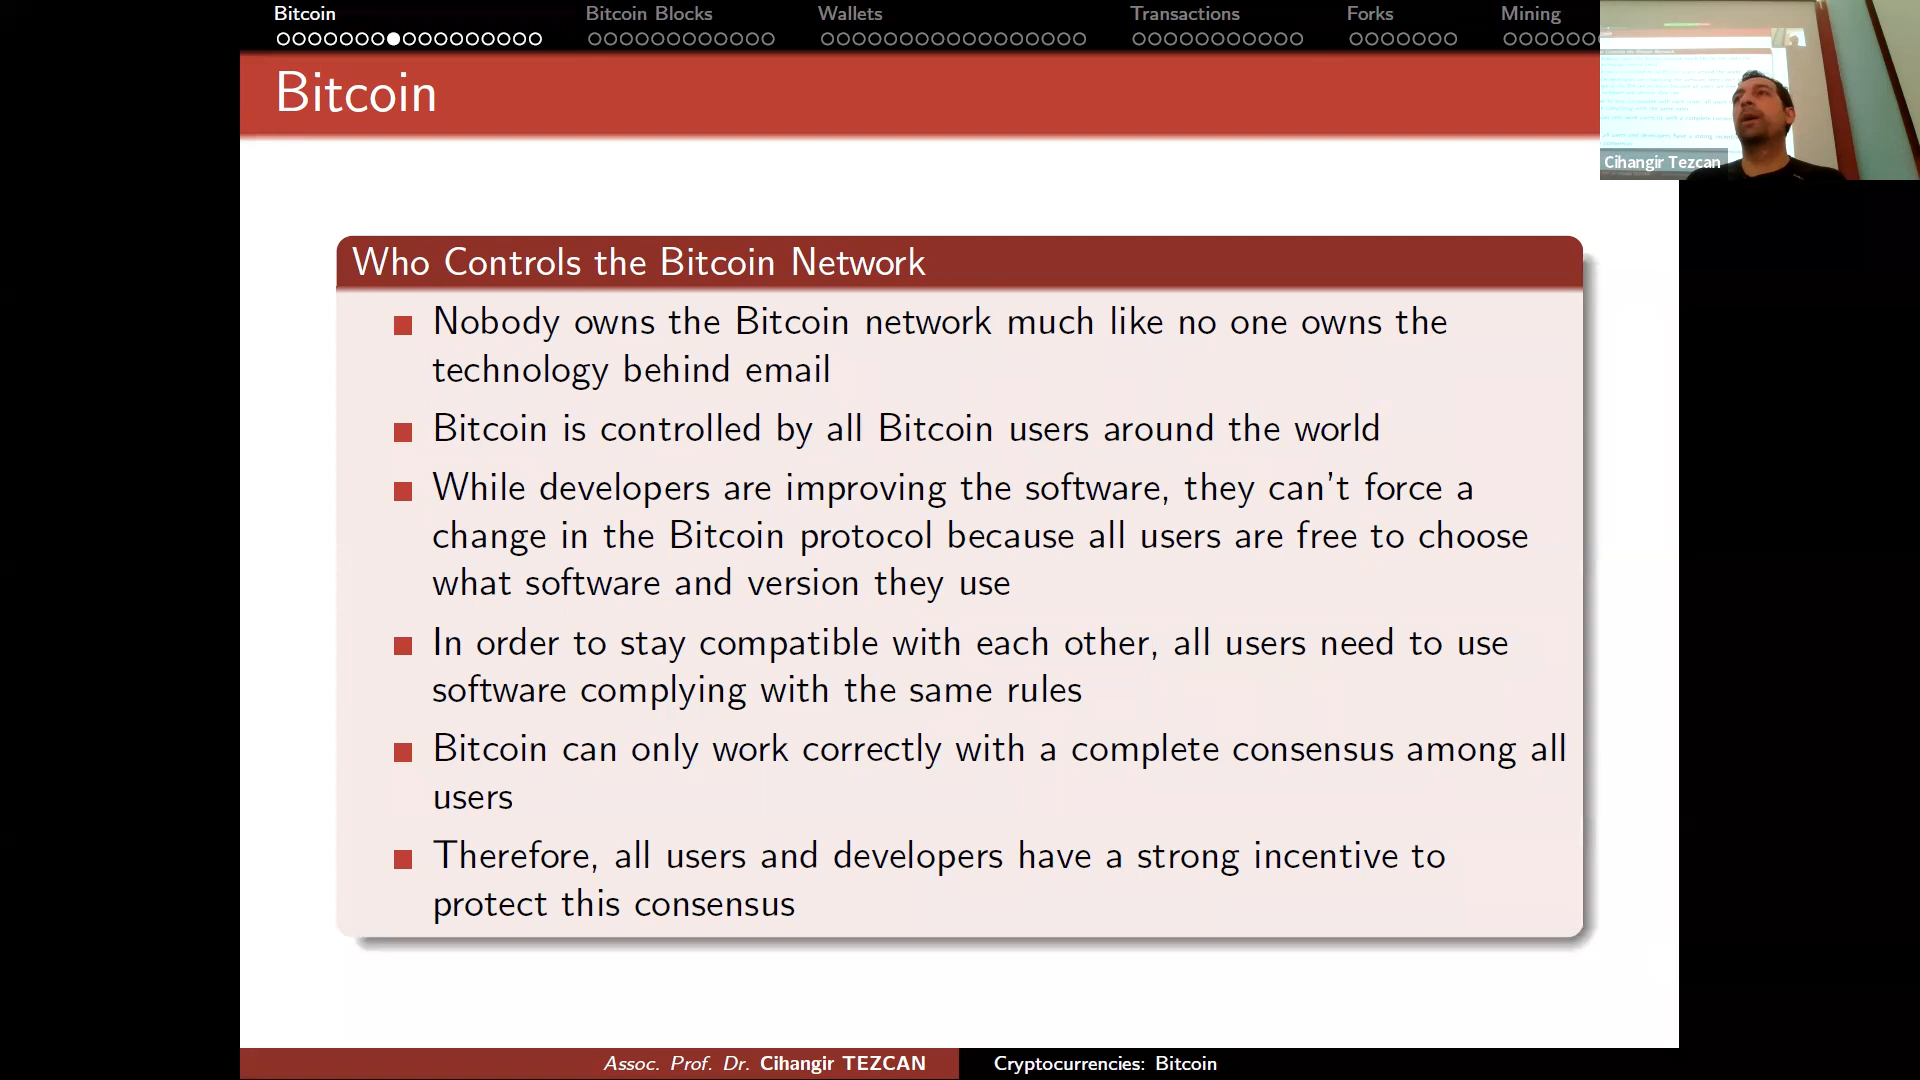 Bitcoin Bitcoin Blocks Wallets Transactions Forks Mining
Bitcoin
Cihangir Tezcan
Who Controls the Bitcoin Network
Nobody owns the Bitcoin network much like no one owns the
technology behind email
Bitcoin is controlled by all Bitcoin users around the world
While developers are improving the software, they can't force a
change in the Bitcoin protocol because all users are free to choose
what software and version they use
In order to stay compatible with each other, all users need to use
software complying with the same rules
Bitcoin can only work correctly with a complete consensus among all
users
Therefore, all users and developers have a strong incentive to
protect this consensus
Assoc. Prof. Dr. Cihangir TEZCAN Cryptocurrencies: Bitcoin